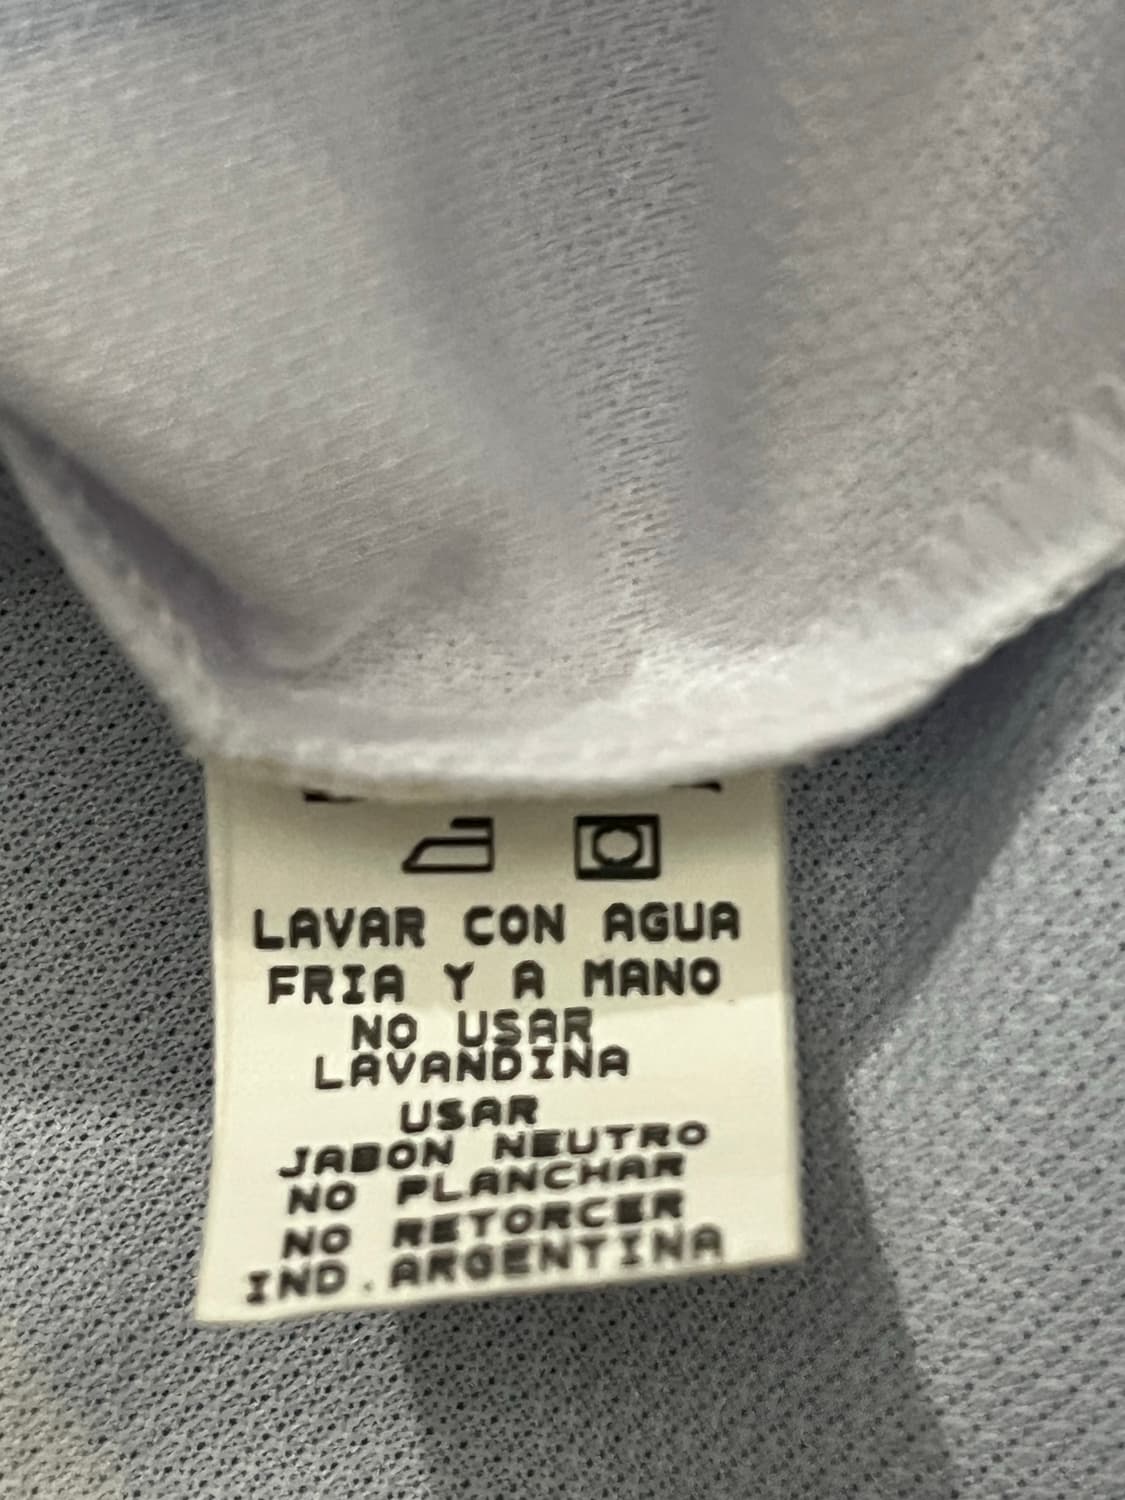 LAVAR CON AGUA
FRIA Y A MANO
NO USAR
LAVANDINA
USAR
JABON NEUTRO
NO PLANCHAR
NO RETORCER
IND.ARGENTINA